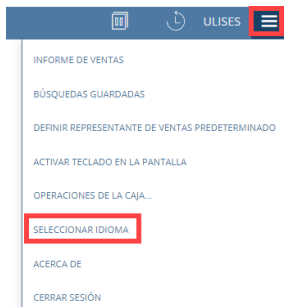 ULISES
INFORME DE VENTAS
BÚSQUEDAS GUARDADAS
DEFINIR REPRESENTANTE DE VENTAS PREDETERMINADO
ACTIVAR TECLADO EN LA PANTALLA
OPERACIONES DE LA CAJA...
SELECCIONAR IDIOMA
ACERCA DE
CERRAR SESIÓN